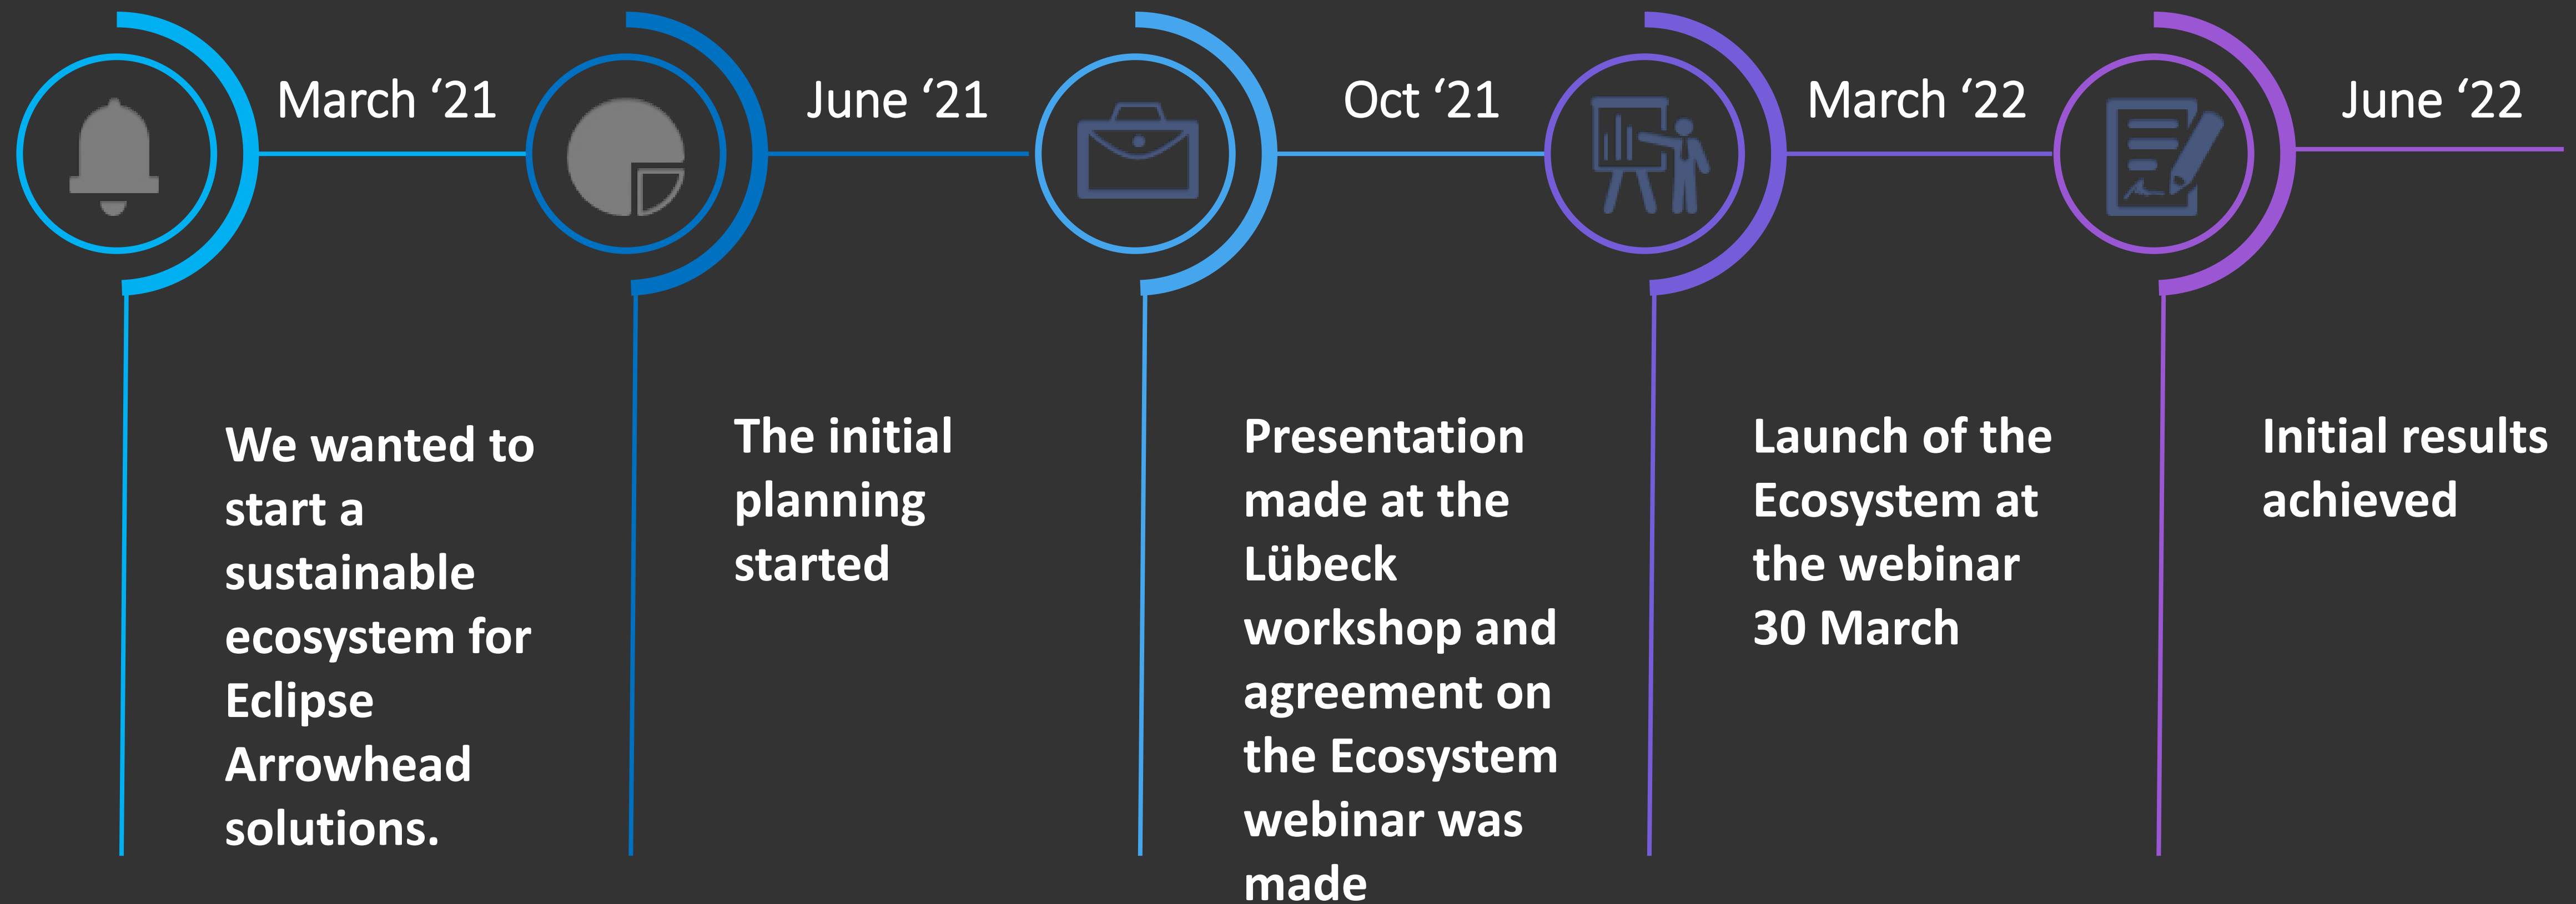 March ‘21
We wanted to
start a
sustainable
ecosystem for
Eclipse
Arrowhead
solutions.
June ‘21
The initial
planning
started
Oct ‘21
Presentation
made at the
Lübeck
workshop and
agreement on
the Ecosystem
webinar was
made
March ‘22
Launch of the
Ecosystem at
the webinar
30 March
June ‘22
Initial results
achieved